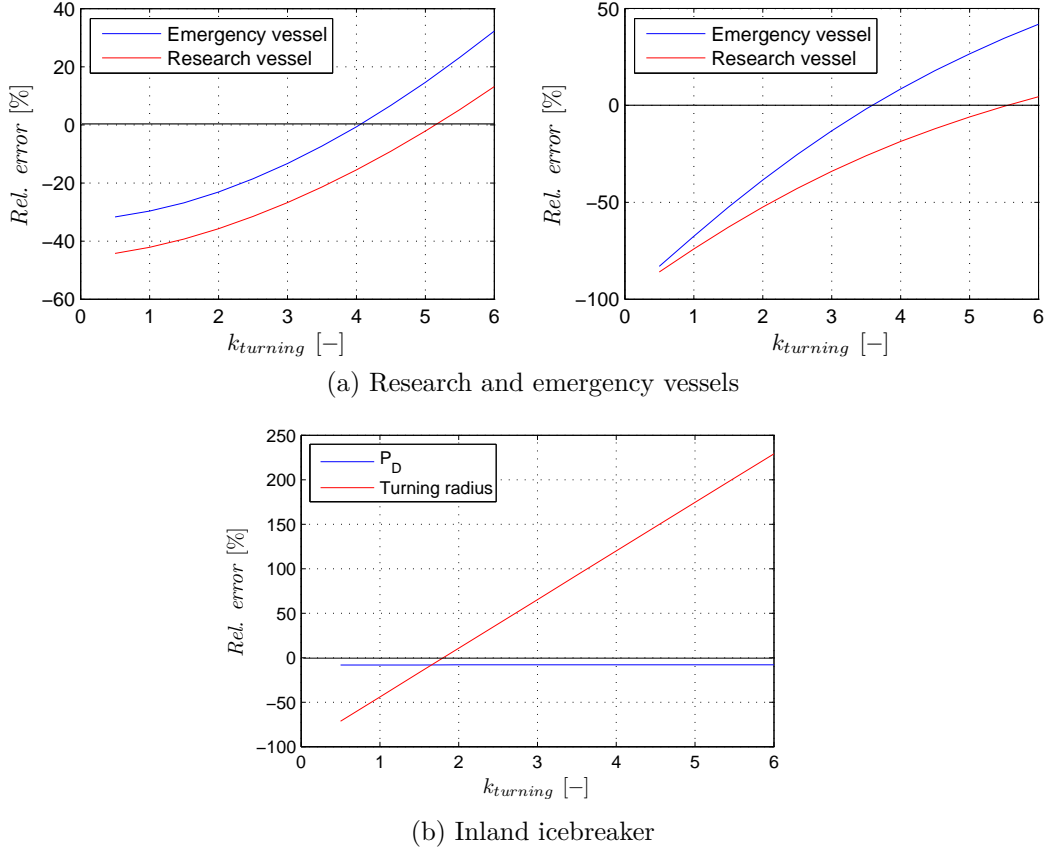 40
20
0
−20
−40
−60
0 1 2 3 4 5 6
Rel. error [%]
k_turning [−]
Emergency vessel
Research vessel
50
0
−50
−100
0 1 2 3 4 5 6
Rel. error [%]
k_turning [−]
Emergency vessel
Research vessel
(a) Research and emergency vessels
250
200
150
100
50
0
−50
−100
0 1 2 3 4 5 6
Rel. error [%]
k_turning [−]
P_D
Turning radius
(b) Inland icebreaker